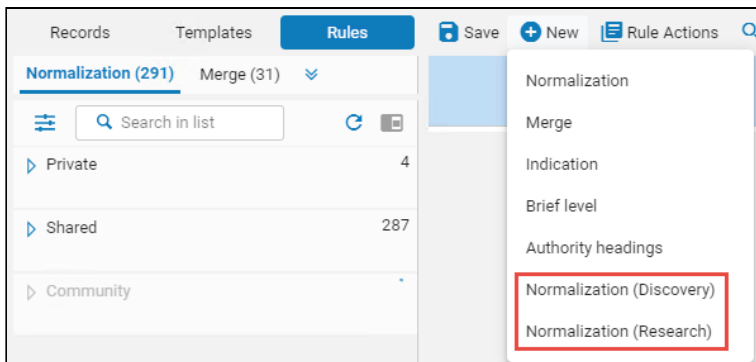 Records Templates Rules Save New Rule Actions
Normalization (291) Merge (31)
Search in list
Private 4
Shared 287
Community
Normalization
Merge
Indication
Brief level
Authority headings
Normalization (Discovery)
Normalization (Research)